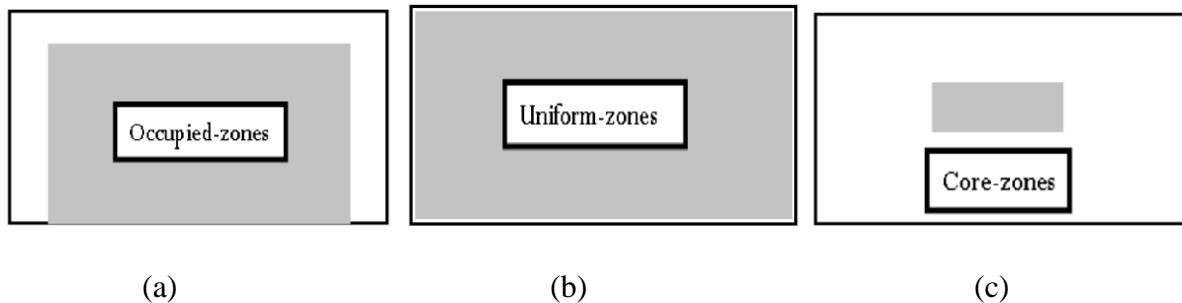 Occupied-zones
Uniform-zones
Core-zones
(a)
(b)
(c)